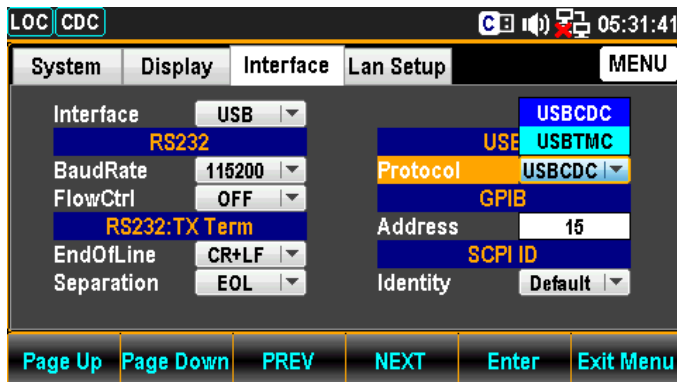 LOC CDC C 05:31:41
System Display Interface Lan Setup MENU
Interface USB
RS232
BaudRate 115200
FlowCtrl OFF
RS232:TX Term
EndOfLine CR+LF
Separation EOL
USBCDC
USB USBTMC
Protocol USBCDC
GPIB
Address 15
SCPI ID
Identity Default
Page Up Page Down PREV NEXT Enter Exit Menu